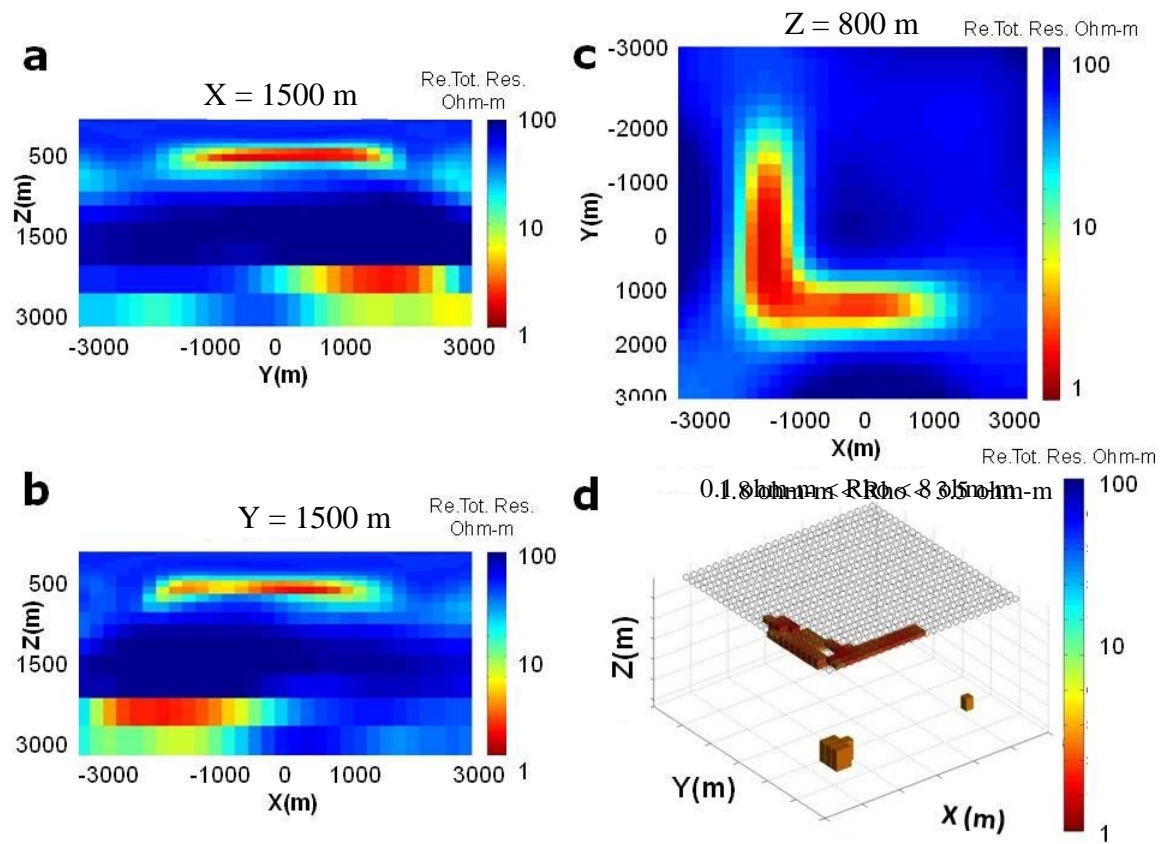 a
X = 1500 m
Re.Tot. Res.
Ohm-m
Z(m)
500
1500
3000
-3000
-1000
0
1000
3000
Y(m)
100
10
1
b
Y = 1500 m
Re.Tot. Res.
Ohm-m
Z(m)
500
1500
3000
-3000
-1000
0
1000
3000
X(m)
100
10
1
c
Z = 800 m
Re.Tot. Res. Ohm-m
Y(m)
-3000
-2000
-1000
0
1000
2000
3000
-3000
-1000
0
1000
3000
X(m)
100
10
1
d
Re.Tot. Res. Ohm-m
Z(m)
Y(m)
X (m)
100
10
1